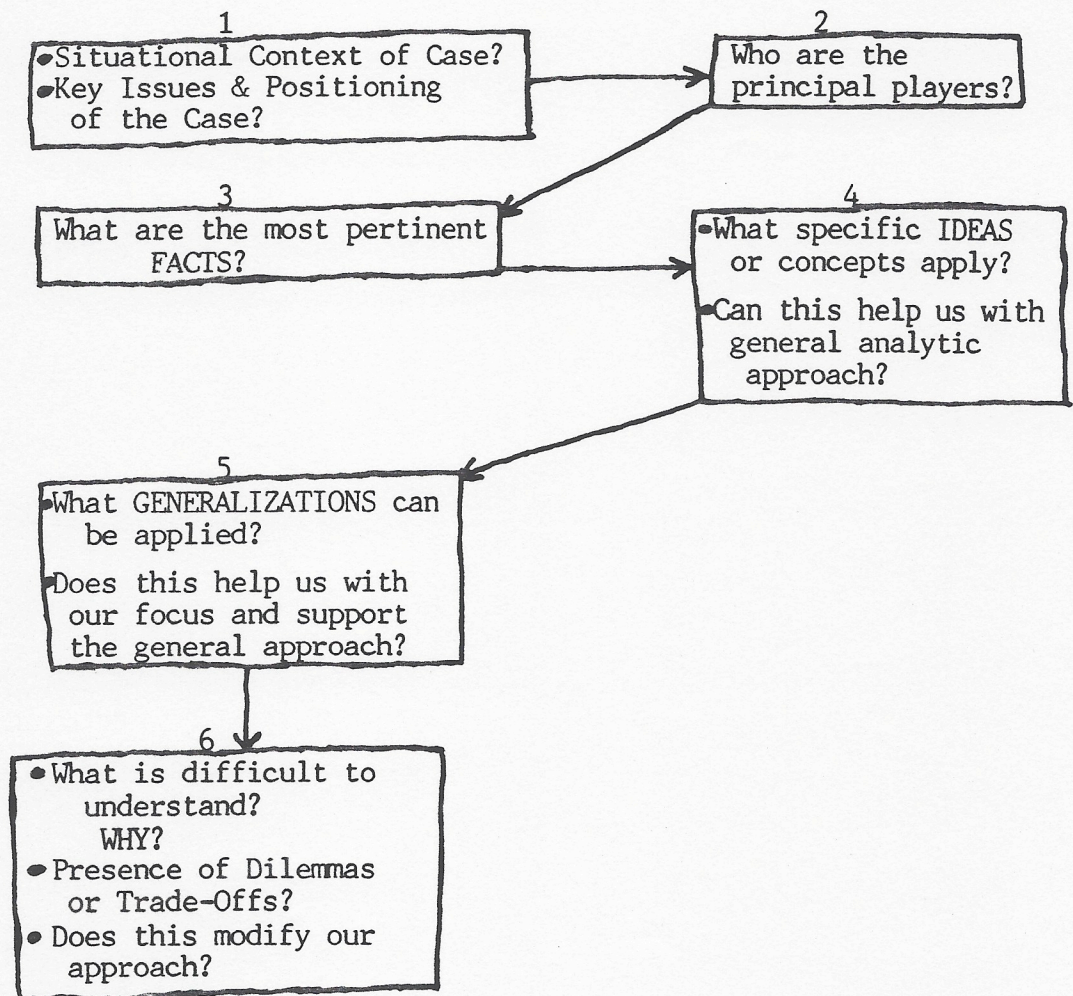 1
•Situational Context of Case?
•Key Issues & Positioning
of the Case?
2
Who are the
principal players?
3
What are the most pertinent
FACTS?
4
•What specific IDEAS
or concepts apply?
•Can this help us with
general analytic
approach?
5
•What GENERALIZATIONS can
be applied?
•Does this help us with
our focus and support
the general approach?
6
• What is difficult to
understand?
WHY?
• Presence of Dilemmas
or Trade-Offs?
• Does this modify our
approach?